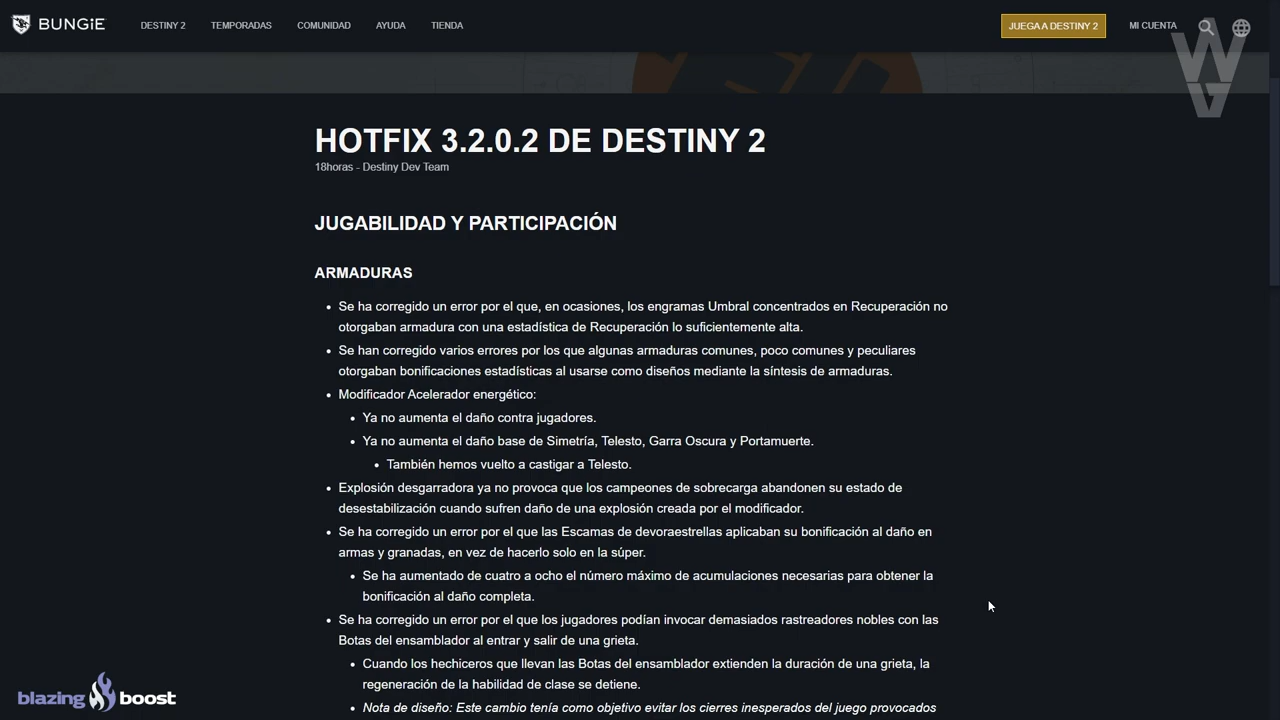 BUNGiE DESTINY 2 TEMPORADAS COMUNIDAD AYUDA TIENDA JUEGA A DESTINY 2 MI CUENTA
WA
HOTFIX 3.2.0.2 DE DESTINY 2
18horas - Destiny Dev Team
JUGABILIDAD Y PARTICIPACIÓN
ARMADURAS
Se ha corregido un error por el que, en ocasiones, los engramas Umbral concentrados en Recuperación no
otorgaban armadura con una estadística de Recuperación lo suficientemente alta.
Se han corregido varios errores por los que algunas armaduras comunes, poco comunes y peculiares
otorgaban bonificaciones estadísticas al usarse como diseños mediante la síntesis de armaduras.
Modificador Acelerador energético:
Ya no aumenta el daño contra jugadores.
Ya no aumenta el daño base de Simetría, Telesto, Garra Oscura y Portamuerte.
También hemos vuelto a castigar a Telesto.
Explosión desgarradora ya no provoca que los campeones de sobrecarga abandonen su estado de
desestabilización cuando sufren daño de una explosión creada por el modificador.
Se ha corregido un error por el que las Escamas de devoraestrellas aplicaban su bonificación al daño en
armas y granadas, en vez de hacerlo solo en la súper.
Se ha aumentado de cuatro a ocho el número máximo de acumulaciones necesarias para obtener la
bonificación al daño completa.
Se ha corregido un error por el que los jugadores podían invocar demasiados rastreadores nobles con las
Botas del ensamblador al entrar y salir de una grieta.
Cuando los hechiceros que llevan las Botas del ensamblador extienden la duración de una grieta, la
regeneración de la habilidad de clase se detiene.
Nota de diseño: Este cambio tenía como objetivo evitar los cierres inesperados del juego provocados
blazing boost